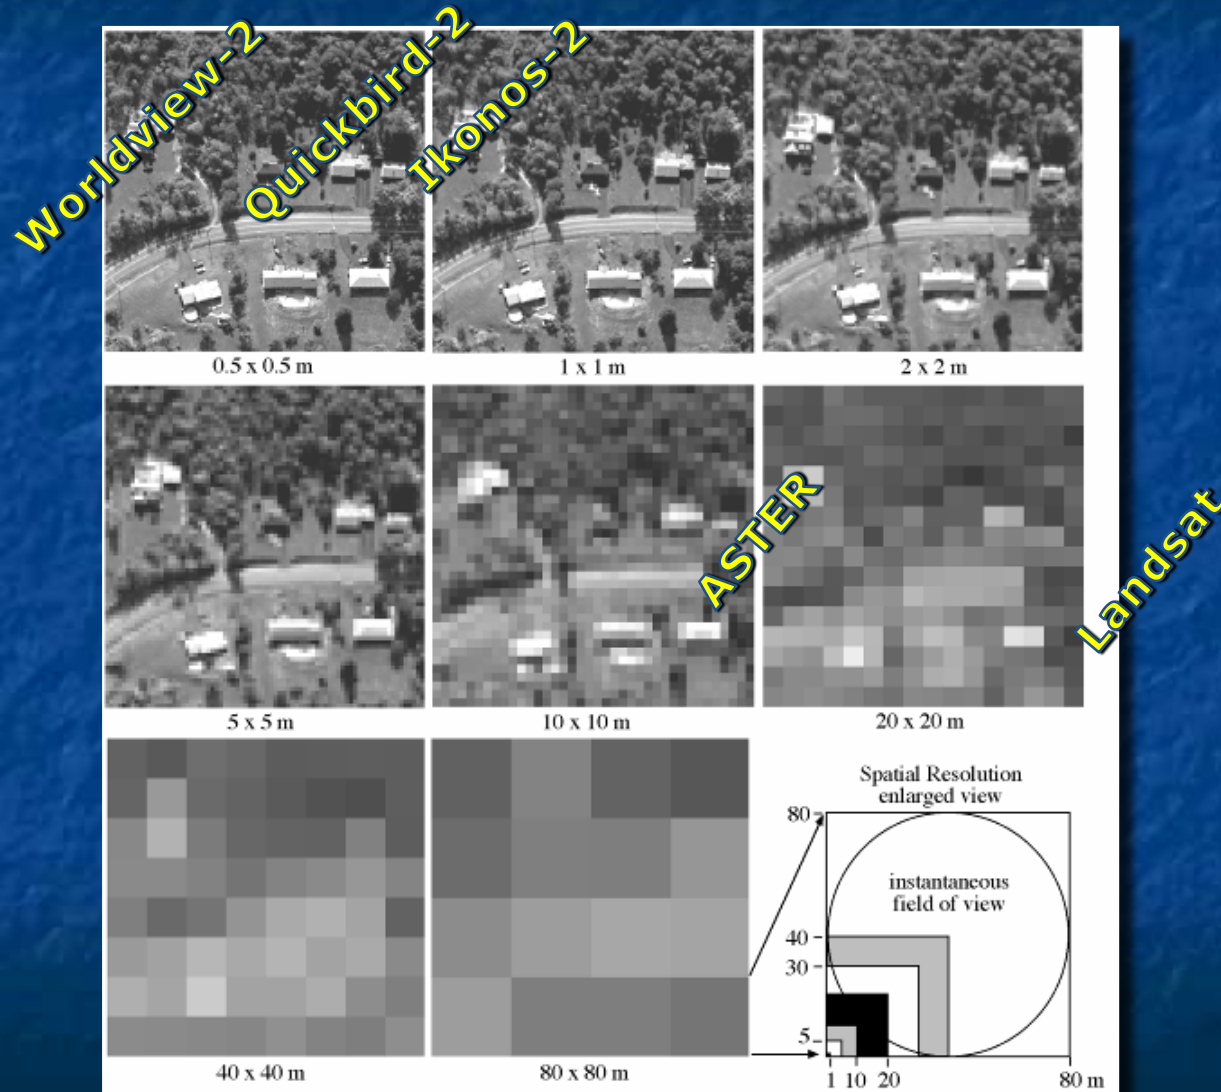 Worldview-2
Quickbird-2
Ikonos-2
0.5 x 0.5 m
1 x 1 m
2 x 2 m
ASTER
Landsat
5 x 5 m
10 x 10 m
20 x 20 m
Spatial Resolution
enlarged view
80
instantaneous
field of view
40
30
5
1 10 20 80 m
40 x 40 m
80 x 80 m